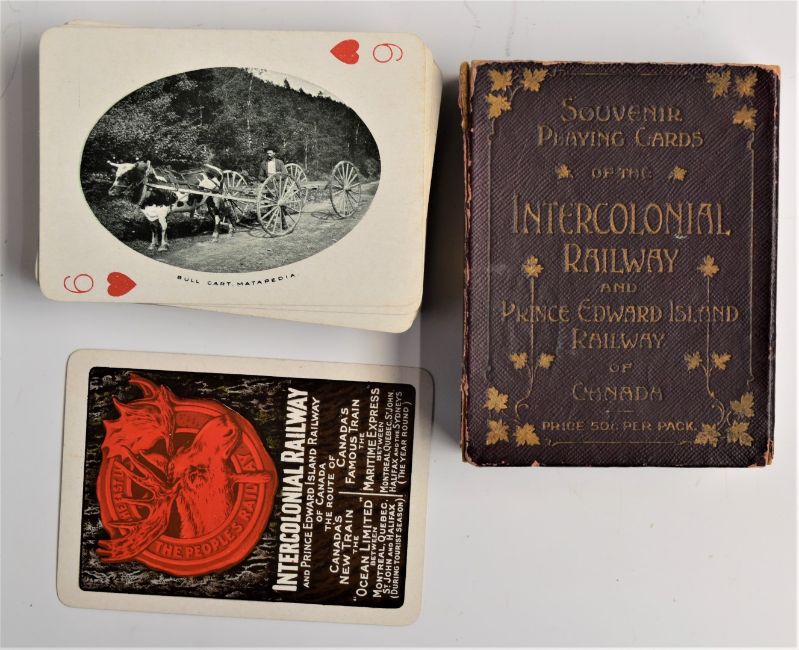 BULL CART, MATAPEDIA.
SOUVENIR
PLAYING CARDS
OF THE
INTERCOLONIAL
RAILWAY
AND
PRINCE EDWARD ISLAND
RAILWAY
OF
CANADA
PRICE 50¢ PER PACK.
THE PEOPLE'S RAILWAY
INTERCOLONIAL RAILWAY
AND PRINCE EDWARD ISLAND RAILWAY
OF CANADA
THE ROUTE OF
CANADA'S
NEW TRAIN
THE
"OCEAN LIMITED"
BETWEEN
MONTREAL, QUEBEC
ST JOHN AND HALIFAX
(DURING TOURIST SEASON)
CANADA'S
FAMOUS TRAIN
THE
MARITIME EXPRESS
BETWEEN
MONTREAL, QUEBEC, ST JOHN,
HALIFAX AND THE SYDNEYS
(THE YEAR ROUND)